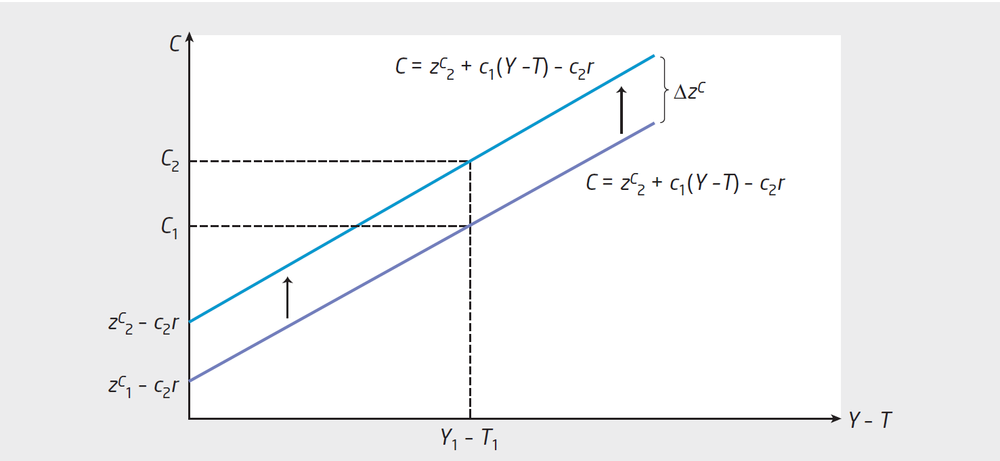 C
C = zᶜ₂ + c₁(Y – T) – c₂r
Δzᶜ
C₂
C = zᶜ₂ + c₁(Y – T) – c₂r
C₁
zᶜ₂ – c₂r
zᶜ₁ – c₂r
Y – T
Y₁ – T₁